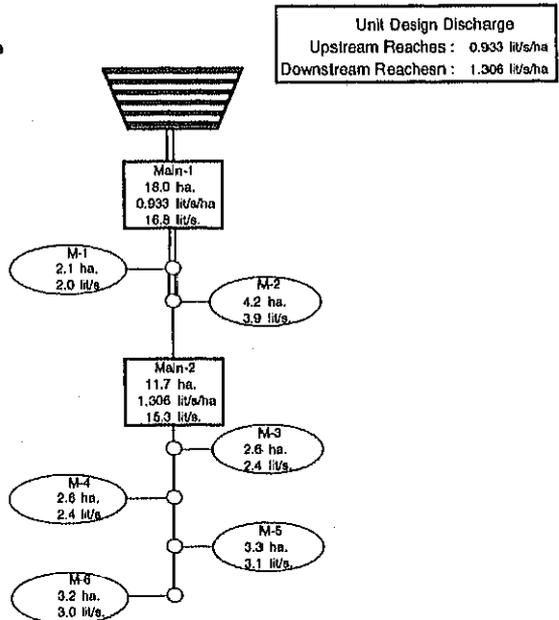 Unit Design Discharge
Upstream Reaches : 0.933 lit/s/ha
Downstream Reachesn : 1.306 lit/s/ha
Main-1
18.0 ha.
0.933 lit/s/ha
16.8 lit/s.
M-1
2.1 ha.
2.0 lit/s
M-2
4.2 ha.
3.9 lit/s.
Main-2
11.7 ha.
1.306 lit/s/ha
15.3 lit/s.
M-3
2.6 ha.
2.4 lit/s.
M-4
2.6 ha.
2.4 lit/s
M-5
3.3 ha.
3.1 lit/s.
M-6
3.2 ha.
3.0 lit/s.